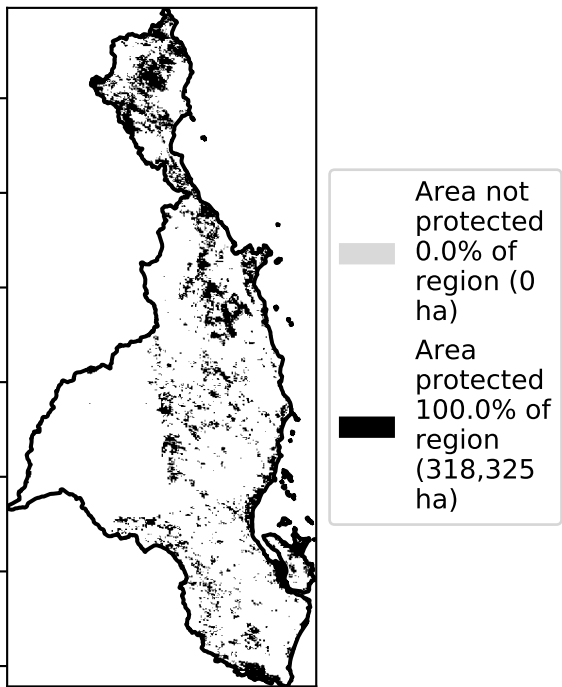 Area not
protected
0.0% of
region (0
ha)
Area
protected
100.0% of
region
(318,325
ha)